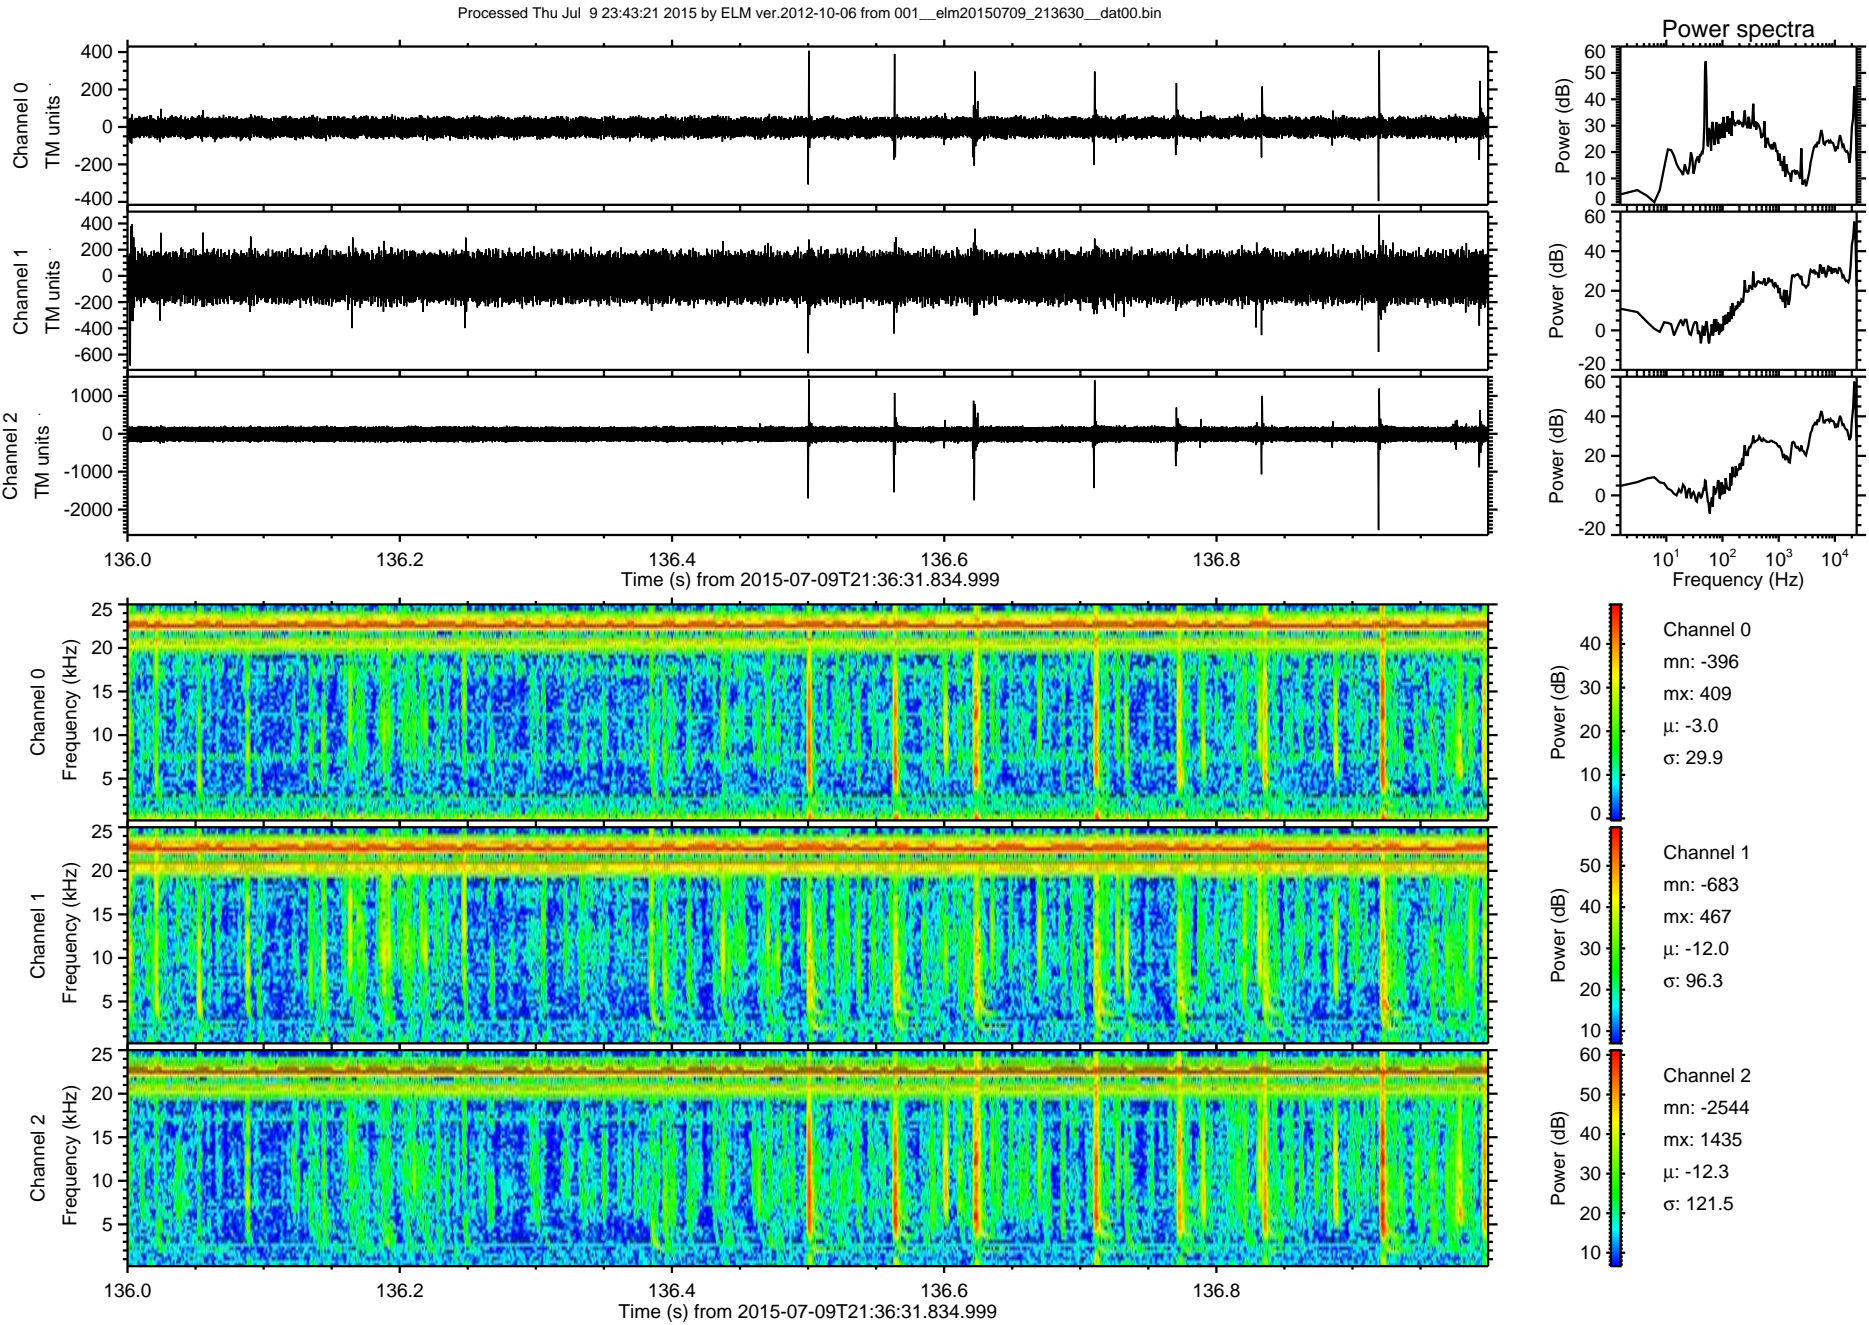 Processed Thu Jul  9 23:43:21 2015 by ELM ver.2012-10-06 from 001__elm20150709_213630__dat00.bin
Power spectra
Channel 0
TM units
400
200
0
-200
-400
Power (dB)
60
50
40
30
20
10
0
Channel 1
TM units
400
200
0
-200
-400
-600
Power (dB)
60
40
20
0
-20
Channel 2
TM units
1000
0
-1000
-2000
Power (dB)
60
40
20
0
-20
136.0 136.2 136.4 136.6 136.8
Time (s) from 2015-07-09T21:36:31.834.999
10¹ 10² 10³ 10⁴
Frequency (Hz)
Channel 0
Frequency (kHz)
25
20
15
10
5
Power (dB)
40
30
20
10
0
Channel 0
mn: -396
mx: 409
μ: -3.0
σ: 29.9
Channel 1
Frequency (kHz)
25
20
15
10
5
Power (dB)
50
40
30
20
10
Channel 1
mn: -683
mx: 467
μ: -12.0
σ: 96.3
Channel 2
Frequency (kHz)
25
20
15
10
5
Power (dB)
60
50
40
30
20
10
Channel 2
mn: -2544
mx: 1435
μ: -12.3
σ: 121.5
136.0 136.2 136.4 136.6 136.8
Time (s) from 2015-07-09T21:36:31.834.999